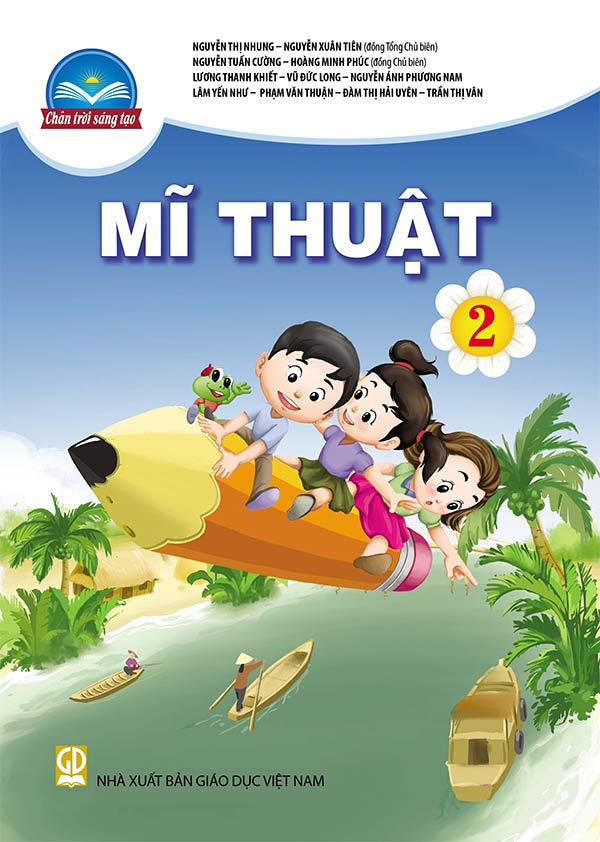 NGUYỄN THỊ NHUNG – NGUYỄN XUÂN TIÊN (đồng Tổng Chủ biên)
NGUYỄN TUẤN CƯỜNG – HOÀNG MINH PHÚC (đồng Chủ biên)
LƯƠNG THANH KHIẾT – VŨ ĐỨC LONG – NGUYỄN ÁNH PHƯƠNG NAM
LÂM YẾN NHƯ – PHẠM VĂN THUẬN – ĐÀM THỊ HẢI UYÊN – TRẦN THỊ VÂN
Chân trời sáng tạo
MĨ THUẬT
2
GD
NHÀ XUẤT BẢN GIÁO DỤC VIỆT NAM